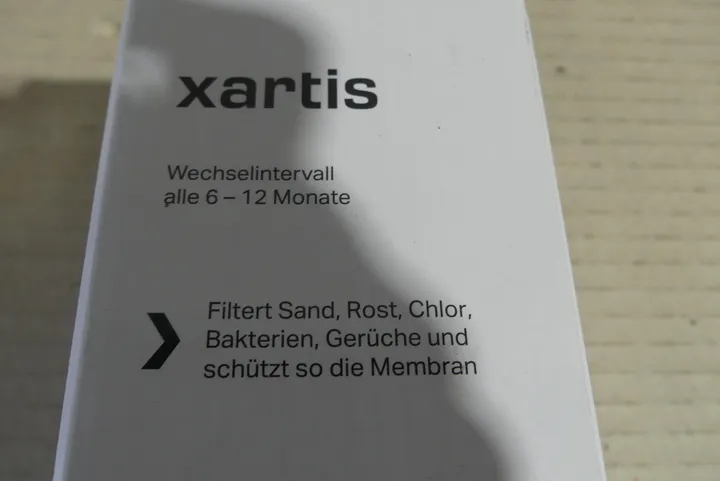 xartis
Wechselintervall
alle 6 – 12 Monate
Filtert Sand, Rost, Chlor,
Bakterien, Gerüche und
schützt so die Membran